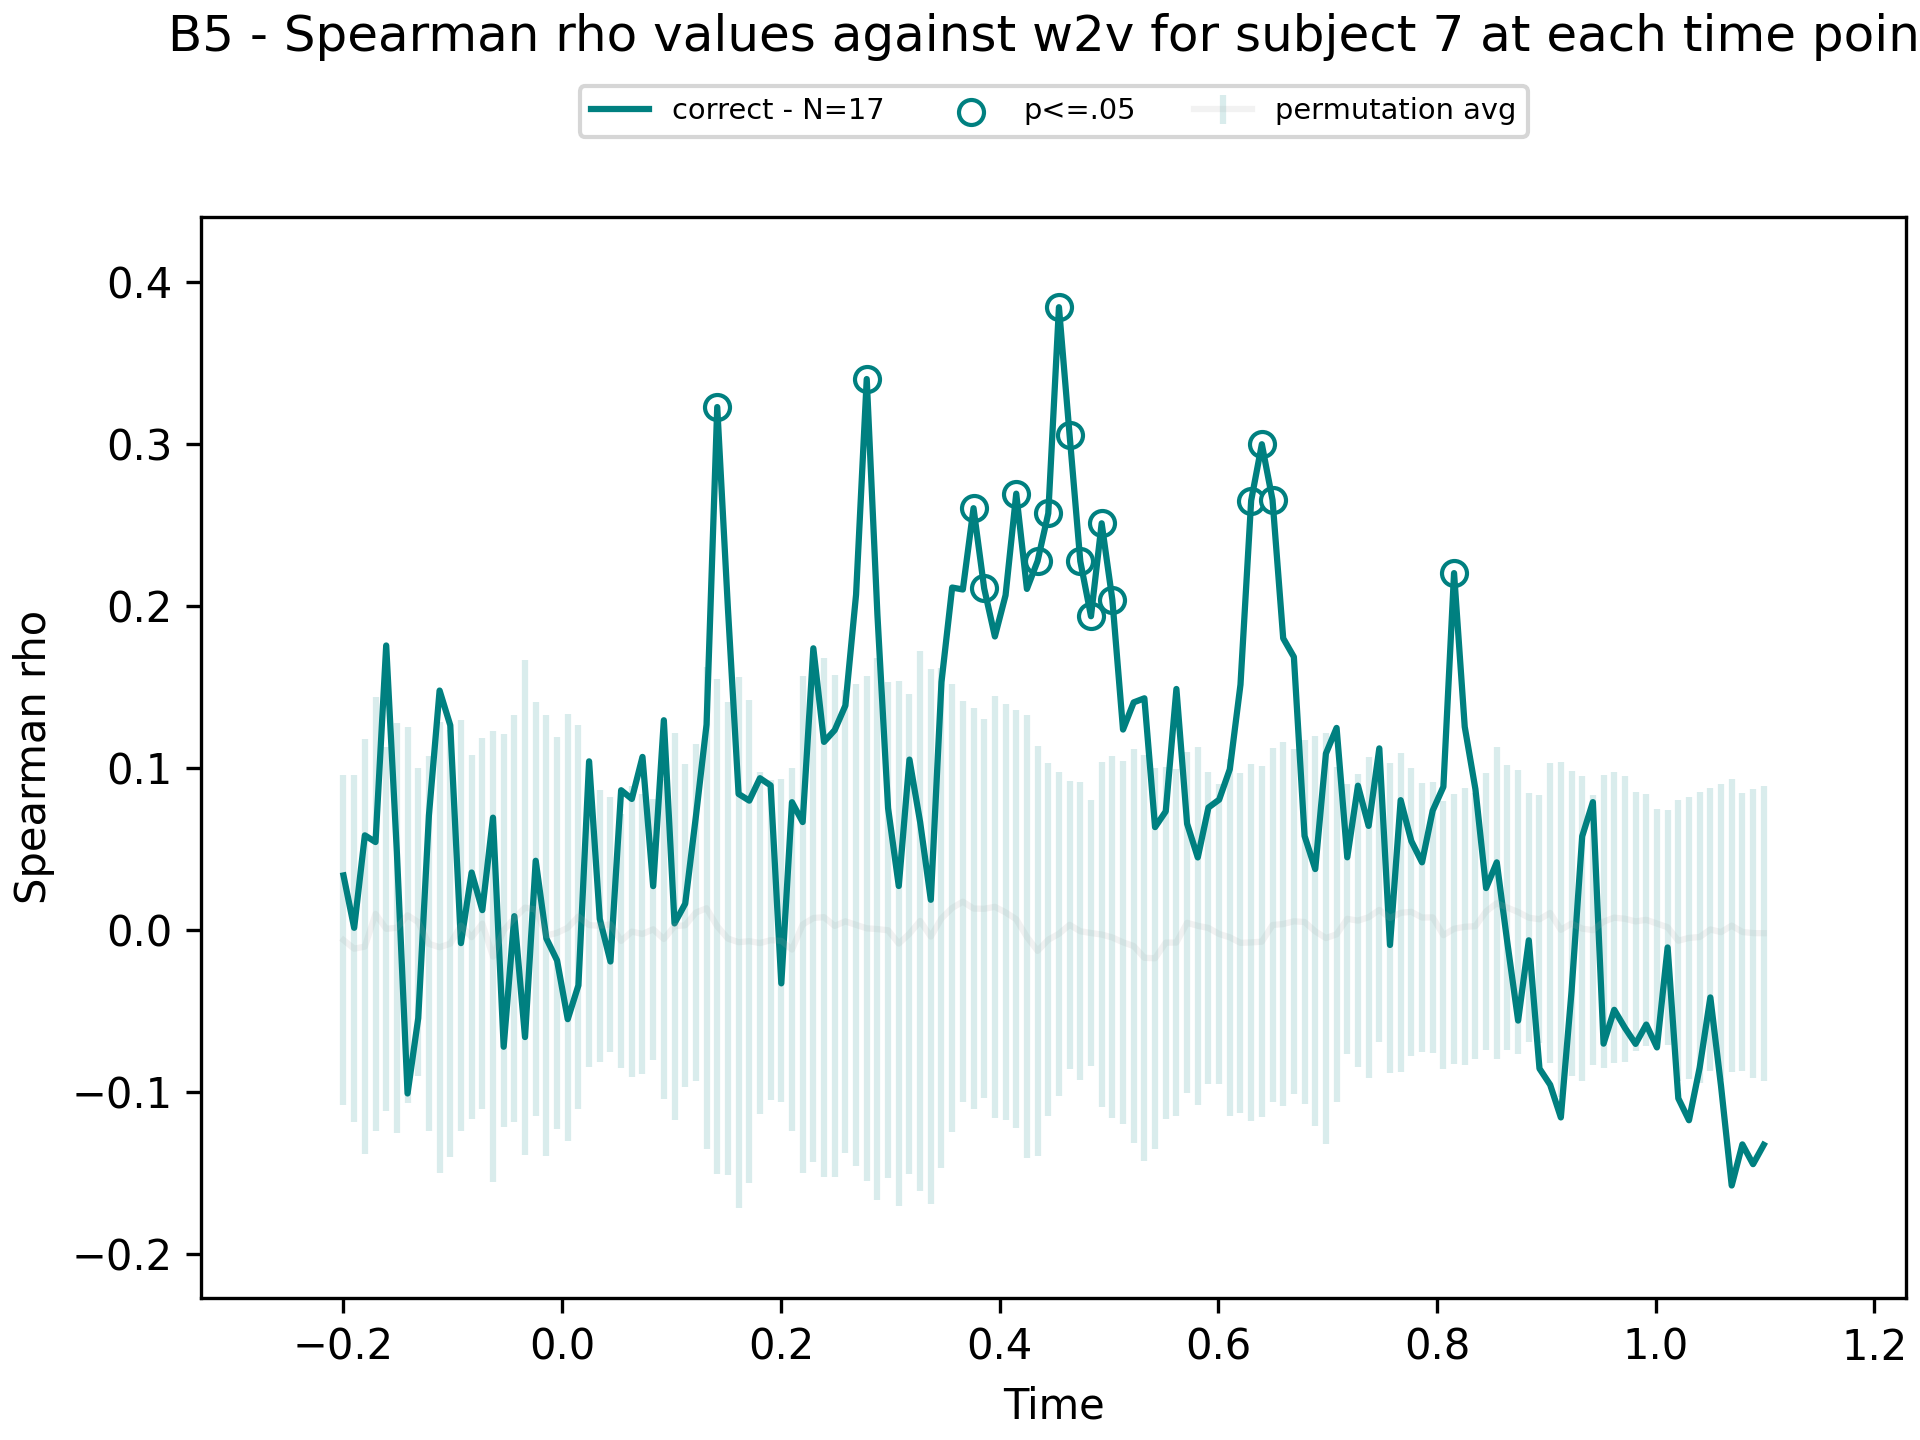 B5 - Spearman rho values against w2v for subject 7 at each time poin
correct - N=17 p<=.05 permutation avg
0.4
0.3
0.2
0.1
0.0
−0.1
−0.2
Spearman rho
−0.2 0.0 0.2 0.4 0.6 0.8 1.0 1.2
Time